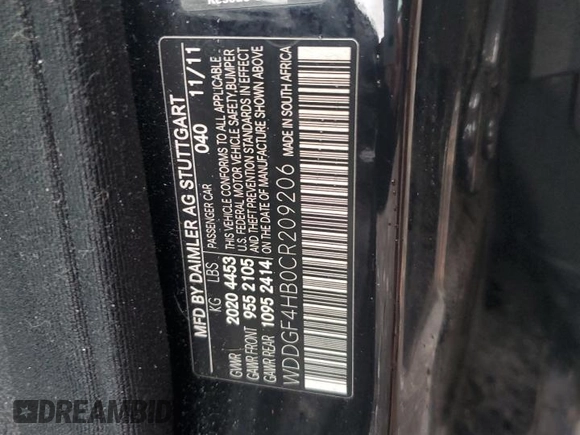 MFD BY DAIMLER AG STUTTGART
KG LBS PASSENGER CAR 040 11/11
GVWR 2020 4453 THIS VEHICLE CONFORMS TO ALL APPLICABLE
GAWR FRONT 955 2105 U.S. FEDERAL MOTOR VEHICLE SAFETY,BUMPER
GAWR REAR 1095 2414 AND THEFT PREVENTION STANDARDS IN EFFECT
ON THE DATE OF MANUFACTURE SHOWN ABOVE
WDDGF4HB0CR209206 MADE IN SOUTH AFRICA
DREAMBID